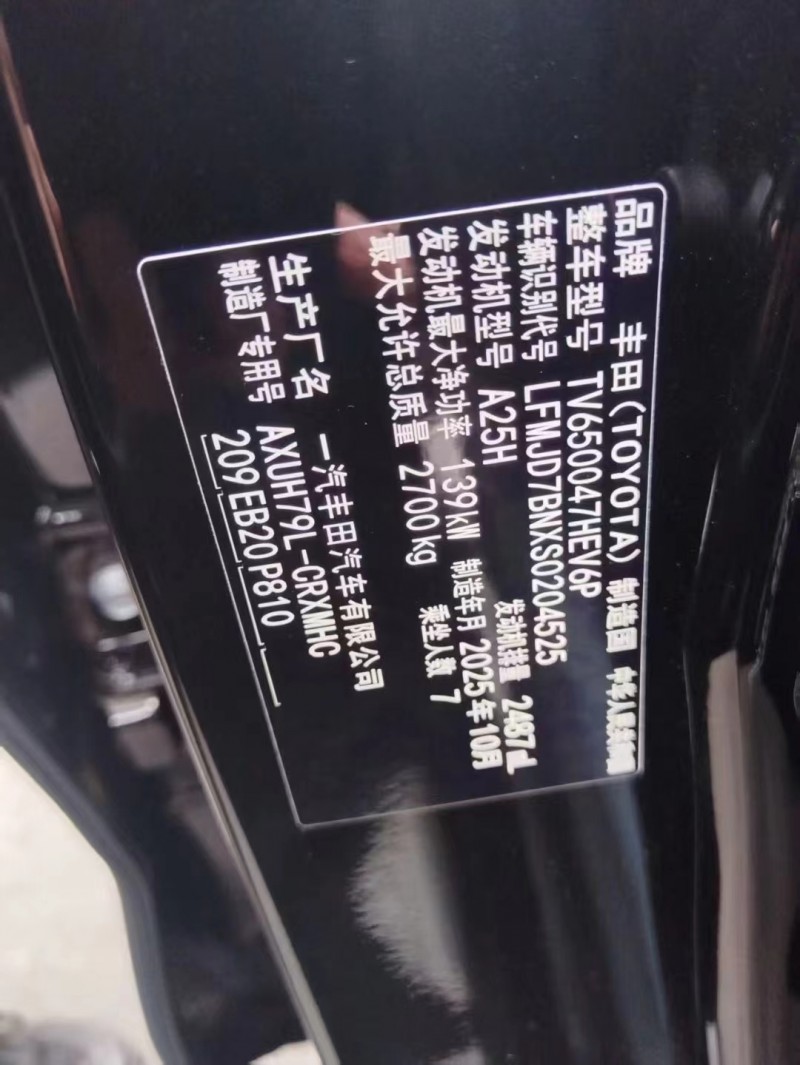 品牌 丰田(TOYOTA) 制造国 中华人民共和国
整车型号 TV650047HEV6P
车辆识别代号 LFMJD7BNXS0204525
发动机型号 A25H 发动机排量 2487mL
发动机最大净功率 139kW 制造年月 2025年10月
最大允许总质量 2700kg 乘坐人数 7
生产厂名 一汽丰田汽车有限公司
制造厂专用号 AXUH79L-CRXMHC
209 EB20 P810